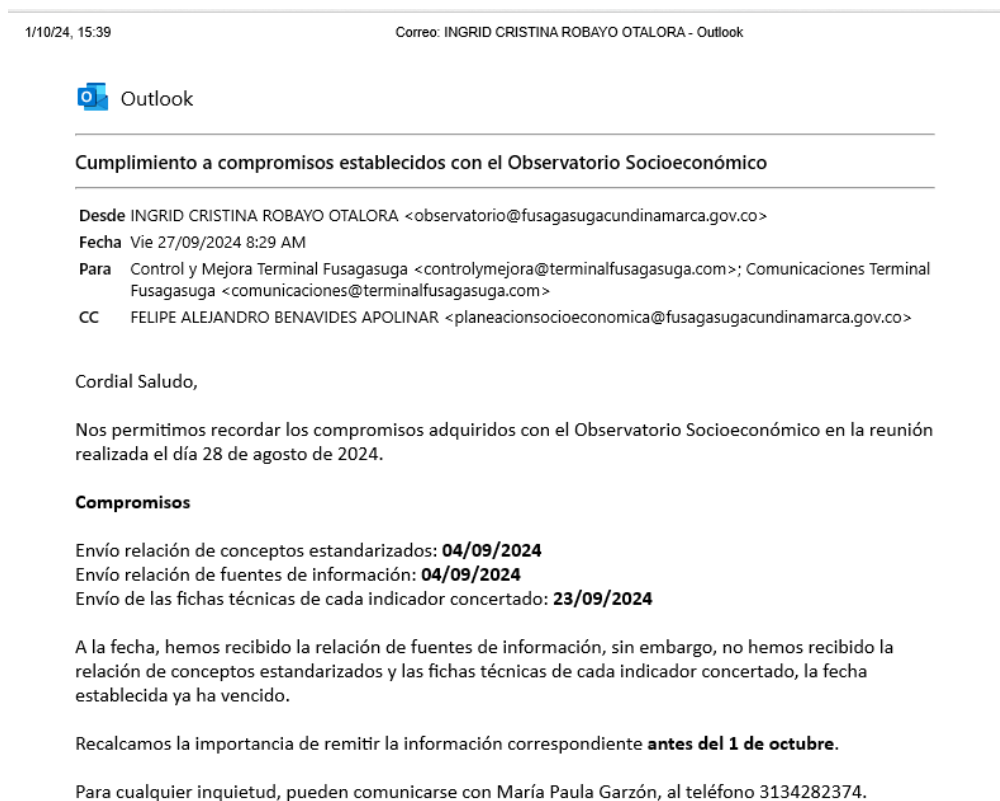 1/10/24, 15:39 Correo: INGRID CRISTINA ROBAYO OTALORA - Outlook
Outlook
Cumplimiento a compromisos establecidos con el Observatorio Socioeconómico
Desde INGRID CRISTINA ROBAYO OTALORA <observatorio@fusagasugacundinamarca.gov.co>
Fecha Vie 27/09/2024 8:29 AM
Para Control y Mejora Terminal Fusagasuga <controlymejora@terminalfusagasuga.com>; Comunicaciones Terminal
Fusagasuga <comunicaciones@terminalfusagasuga.com>
CC FELIPE ALEJANDRO BENAVIDES APOLINAR <planeacionsocioeconomica@fusagasugacundinamarca.gov.co>
Cordial Saludo,
Nos permitimos recordar los compromisos adquiridos con el Observatorio Socioeconómico en la reunión
realizada el día 28 de agosto de 2024.
Compromisos
Envío relación de conceptos estandarizados: 04/09/2024
Envío relación de fuentes de información: 04/09/2024
Envío de las fichas técnicas de cada indicador concertado: 23/09/2024
A la fecha, hemos recibido la relación de fuentes de información, sin embargo, no hemos recibido la
relación de conceptos estandarizados y las fichas técnicas de cada indicador concertado, la fecha
establecida ya ha vencido.
Recalcamos la importancia de remitir la información correspondiente antes del 1 de octubre.
Para cualquier inquietud, pueden comunicarse con María Paula Garzón, al teléfono 3134282374.